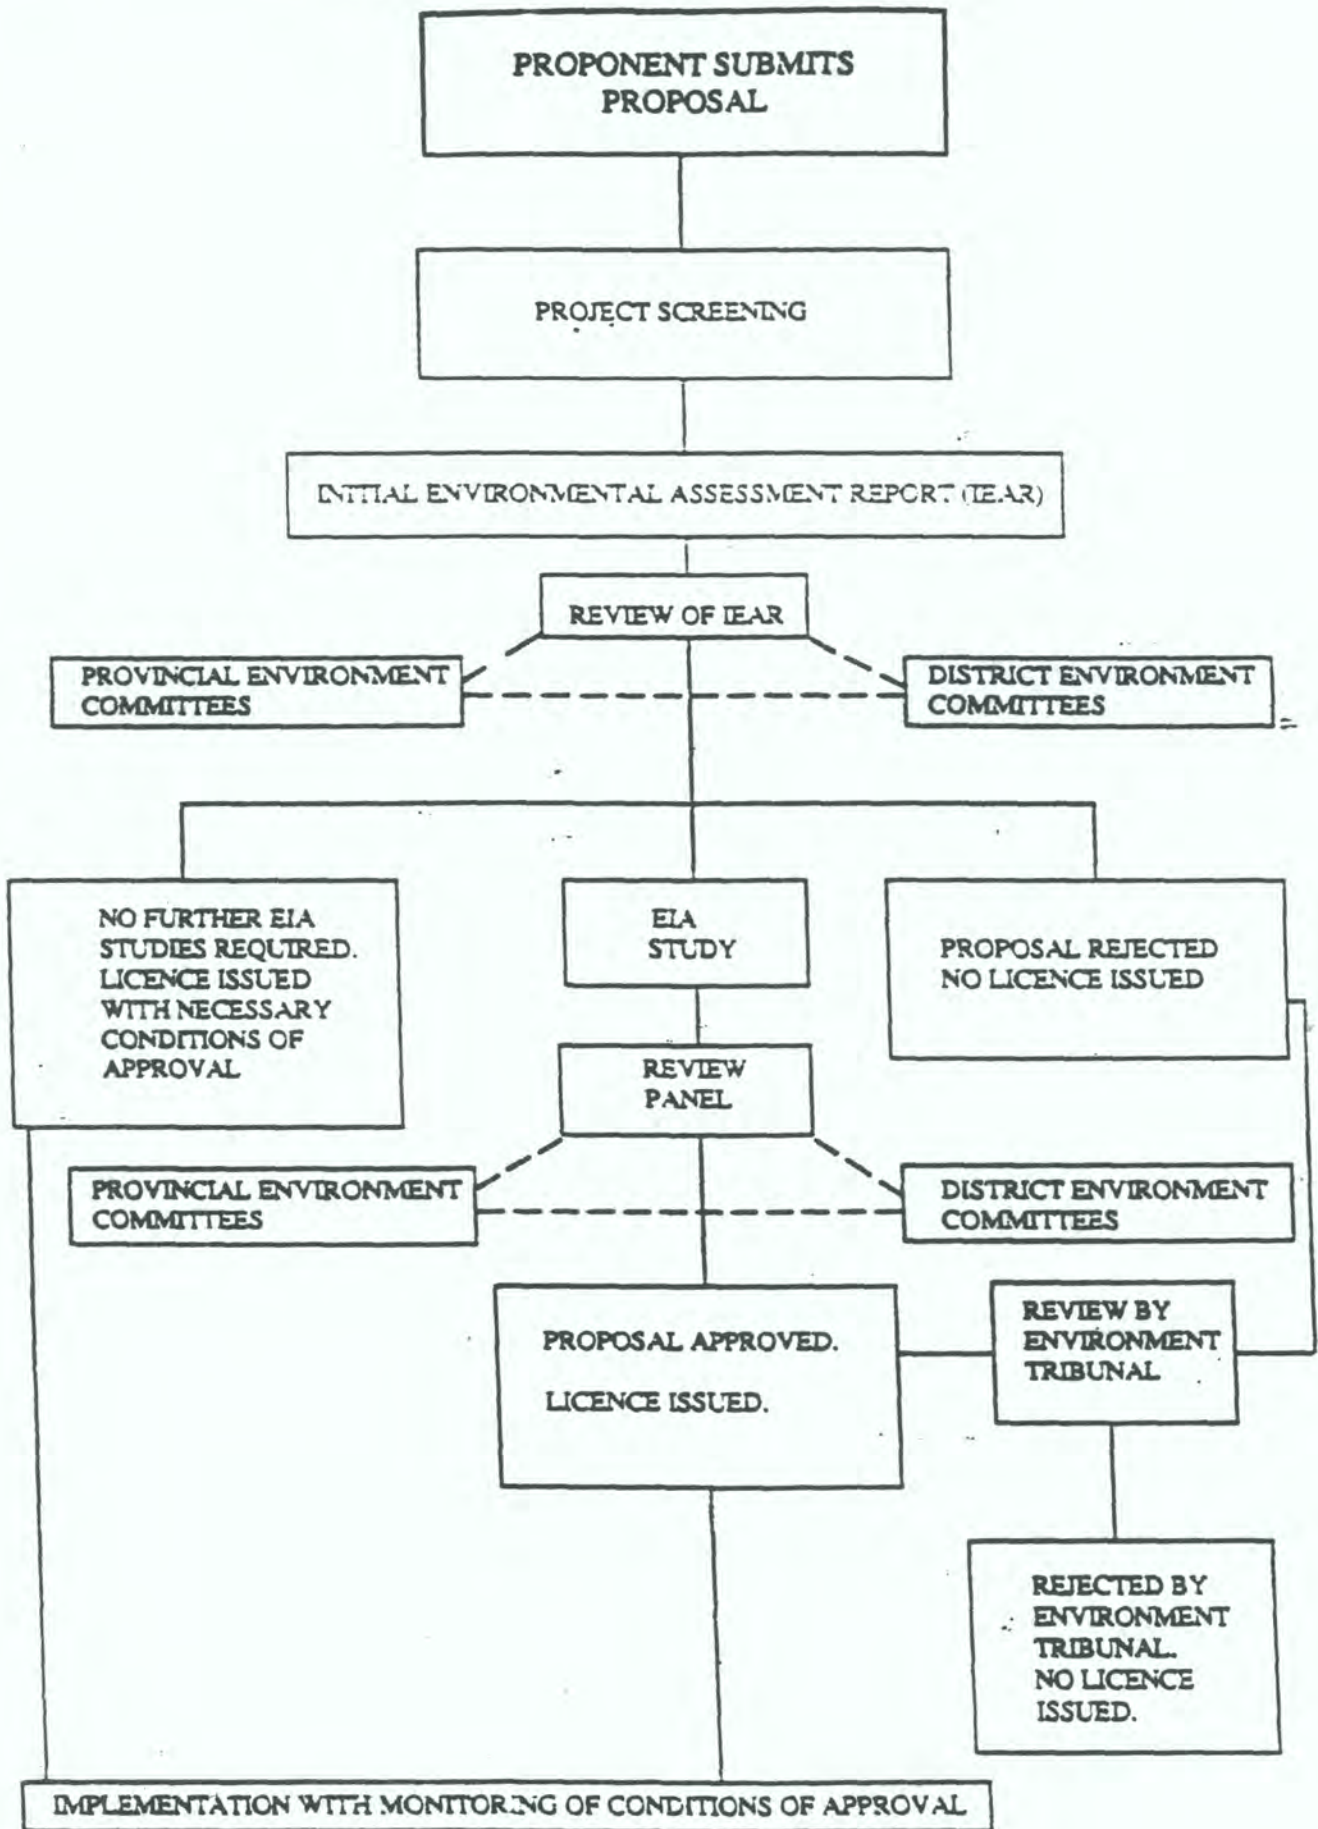 PROPONENT SUBMITS
PROPOSAL
PROJECT SCREENING
INITIAL ENVIRONMENTAL ASSESSMENT REPORT (IEAR)
REVIEW OF IEAR
PROVINCIAL ENVIRONMENT
COMMITTEES
DISTRICT ENVIRONMENT
COMMITTEES
NO FURTHER EIA
STUDIES REQUIRED.
LICENCE ISSUED
WITH NECESSARY
CONDITIONS OF
APPROVAL
EIA
STUDY
PROPOSAL REJECTED
NO LICENCE ISSUED
REVIEW
PANEL
PROVINCIAL ENVIRONMENT
COMMITTEES
DISTRICT ENVIRONMENT
COMMITTEES
PROPOSAL APPROVED.
LICENCE ISSUED.
REVIEW BY
ENVIRONMENT
TRIBUNAL
REJECTED BY
ENVIRONMENT
TRIBUNAL.
NO LICENCE
ISSUED.
IMPLEMENTATION WITH MONITORING OF CONDITIONS OF APPROVAL